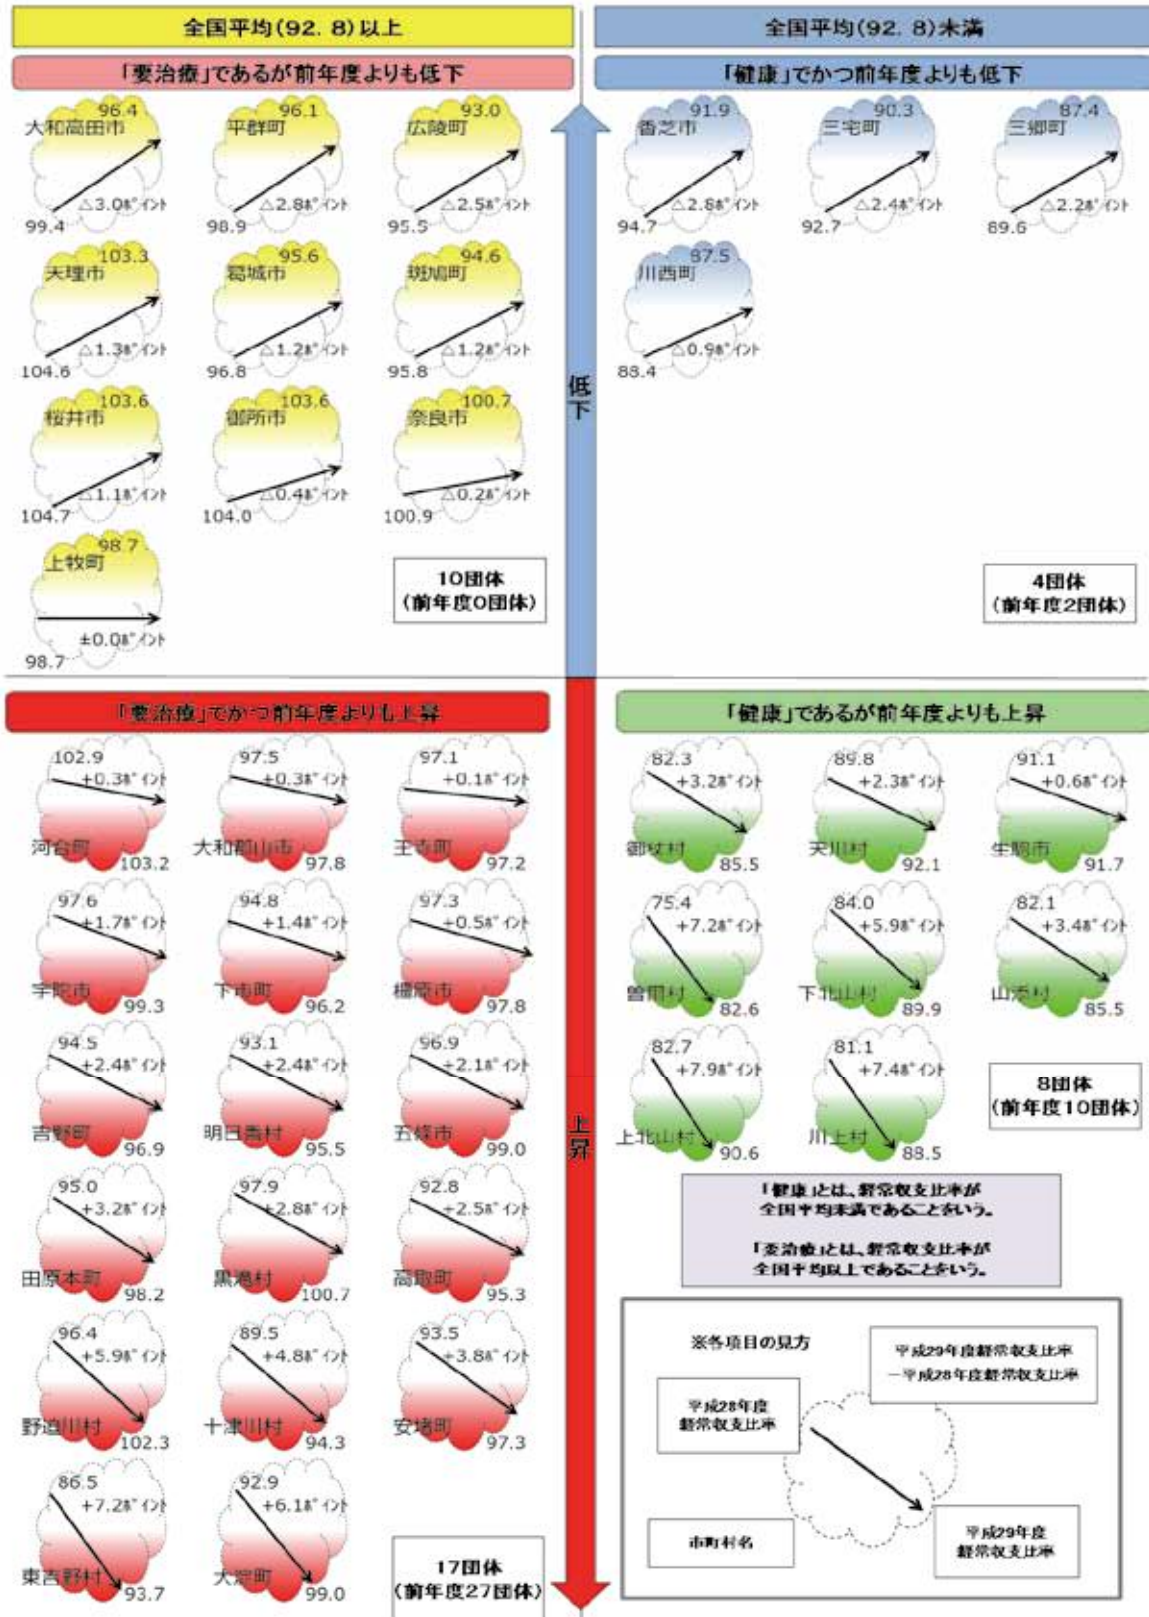 全国平均(92.8)以上
「要治療」であるが前年度よりも低下
大和高田市
96.4
△3.0ポイント
99.4
平群町
96.1
△2.8ポイント
98.9
広陵町
93.0
△2.5ポイント
95.5
天理市
103.3
△1.3ポイント
104.6
葛城市
95.6
△1.2ポイント
96.8
斑鳩町
94.6
△1.2ポイント
95.8
桜井市
103.6
△1.1ポイント
104.7
御所市
103.6
△0.4ポイント
104.0
奈良市
100.7
△0.2ポイント
100.9
上牧町
98.7
±0.0ポイント
98.7
10団体
(前年度0団体)
全国平均(92.8)未満
「健康」でかつ前年度よりも低下
香芝市
91.9
△2.8ポイント
94.7
三宅町
90.3
△2.4ポイント
92.7
三郷町
87.4
△2.2ポイント
89.6
川西町
87.5
△0.9ポイント
88.4
4団体
(前年度2団体)
低下
上昇
「要治療」でかつ前年度よりも上昇
102.9
+0.3ポイント
河合町
103.2
97.5
+0.3ポイント
大和郡山市
97.8
97.1
+0.1ポイント
王寺町
97.2
97.6
+1.7ポイント
宇陀市
99.3
94.8
+1.4ポイント
下市町
96.2
97.3
+0.5ポイント
橿原市
97.8
94.5
+2.4ポイント
吉野町
96.9
93.1
+2.4ポイント
明日香村
95.5
96.9
+2.1ポイント
五條市
99.0
95.0
+3.2ポイント
田原本町
98.2
97.9
+2.8ポイント
黒滝村
100.7
92.8
+2.5ポイント
高取町
95.3
96.4
+5.9ポイント
野迫川村
102.3
89.5
+4.8ポイント
十津川村
94.3
93.5
+3.8ポイント
安堵町
97.3
86.5
+7.2ポイント
東吉野村
93.7
92.9
+6.1ポイント
大淀町
99.0
17団体
(前年度27団体)
「健康」であるが前年度よりも上昇
82.3
+3.2ポイント
御杖村
85.5
89.8
+2.3ポイント
天川村
92.1
91.1
+0.6ポイント
生駒市
91.7
75.4
+7.2ポイント
曽爾村
82.6
84.0
+5.9ポイント
下北山村
89.9
82.1
+3.4ポイント
山添村
85.5
82.7
+7.9ポイント
上北山村
90.6
81.1
+7.4ポイント
川上村
88.5
8団体
(前年度10団体)
「健康」とは、経常収支比率が
全国平均未満であることをいう。
「要治療」とは、経常収支比率が
全国平均以上であることをいう。
※各項目の見方
平成29年度経常収支比率
－平成28年度経常収支比率
平成28年度
経常収支比率
市町村名
平成29年度
経常収支比率